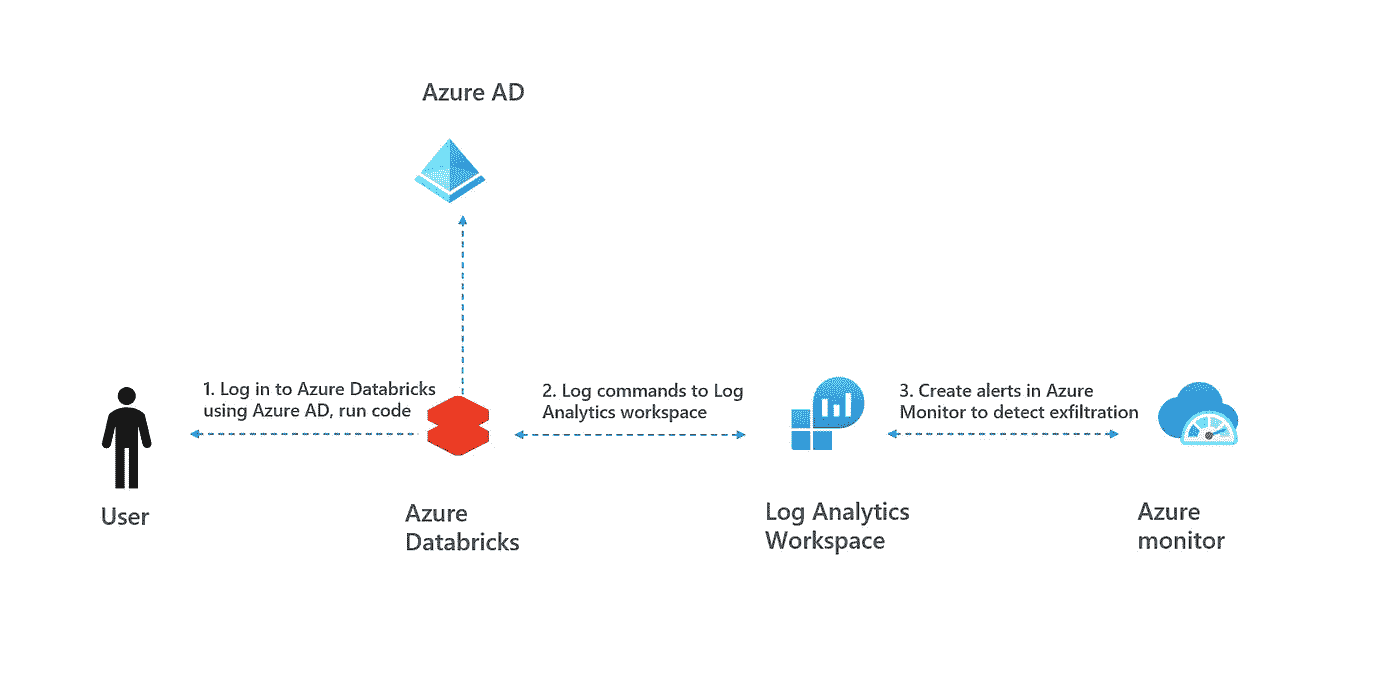 Azure AD
1. Log in to Azure Databricks
using Azure AD, run code
2. Log commands to Log
Analytics workspace
3. Create alerts in Azure
Monitor to detect exfiltration
User
Azure
Databricks
Log Analytics
Workspace
Azure
monitor